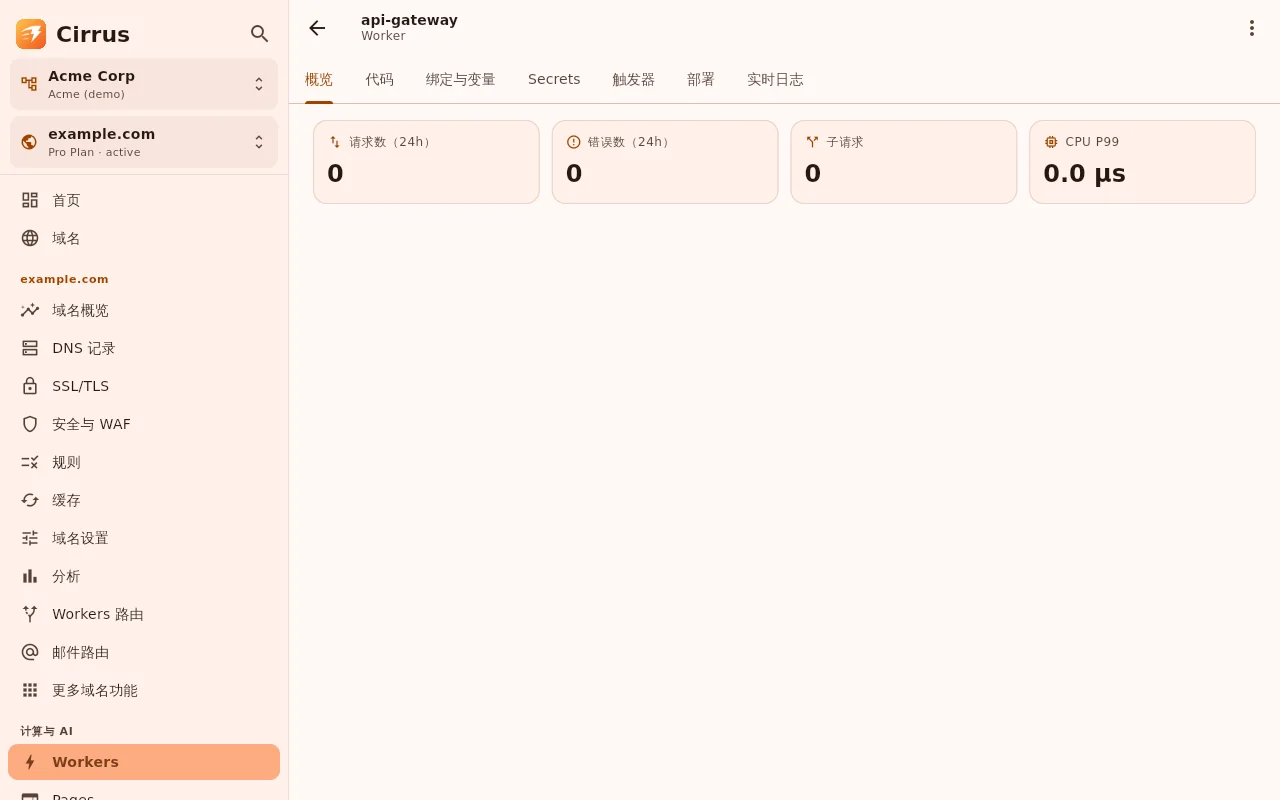 Cirrus
Acme Corp
Acme (demo)
example.com
Pro Plan · active
首页
域名
example.com
域名概览
DNS 记录
SSL/TLS
安全与 WAF
规则
缓存
域名设置
分析
Workers 路由
邮件路由
更多域名功能
计算与 AI
Workers
Pages
api-gateway
Worker
概览 代码 绑定与变量 Secrets 触发器 部署 实时日志
请求数（24h）
0
错误数（24h）
0
子请求
0
CPU P99
0.0 µs